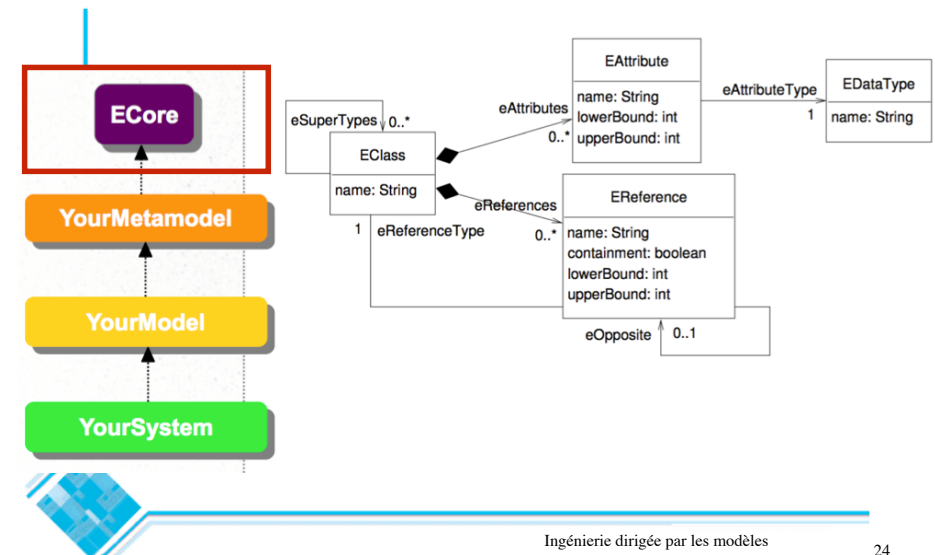 ECore
YourMetamodel
YourModel
YourSystem
eSuperTypes
0..*
EClass
name: String
eAttributes
0..*
EAttribute
name: String
lowerBound: int
upperBound: int
eAttributeType
1
EDataType
name: String
eReferences
0..*
1
eReferenceType
EReference
name: String
containment: boolean
lowerBound: int
upperBound: int
eOpposite
0..1
Ingénierie dirigée par les modèles
24